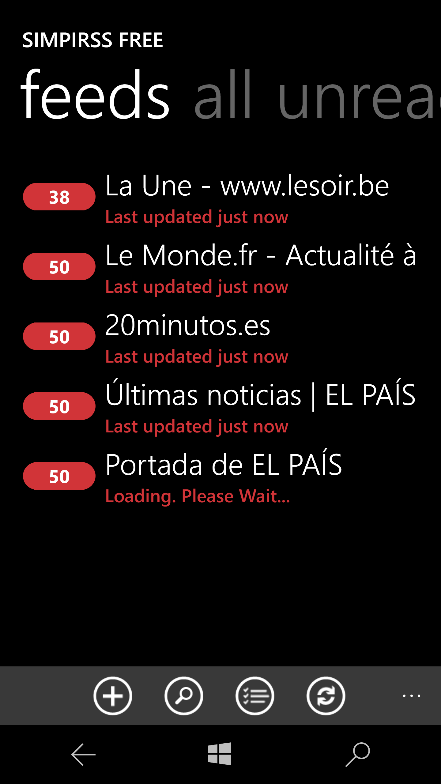 SIMPIRSS FREE
feeds all unrea
38 La Une - www.lesoir.be
Last updated just now
50 Le Monde.fr - Actualité à
Last updated just now
50 20minutos.es
Last updated just now
50 Últimas noticias | EL PAÍS
Last updated just now
50 Portada de EL PAÍS
Loading. Please Wait...